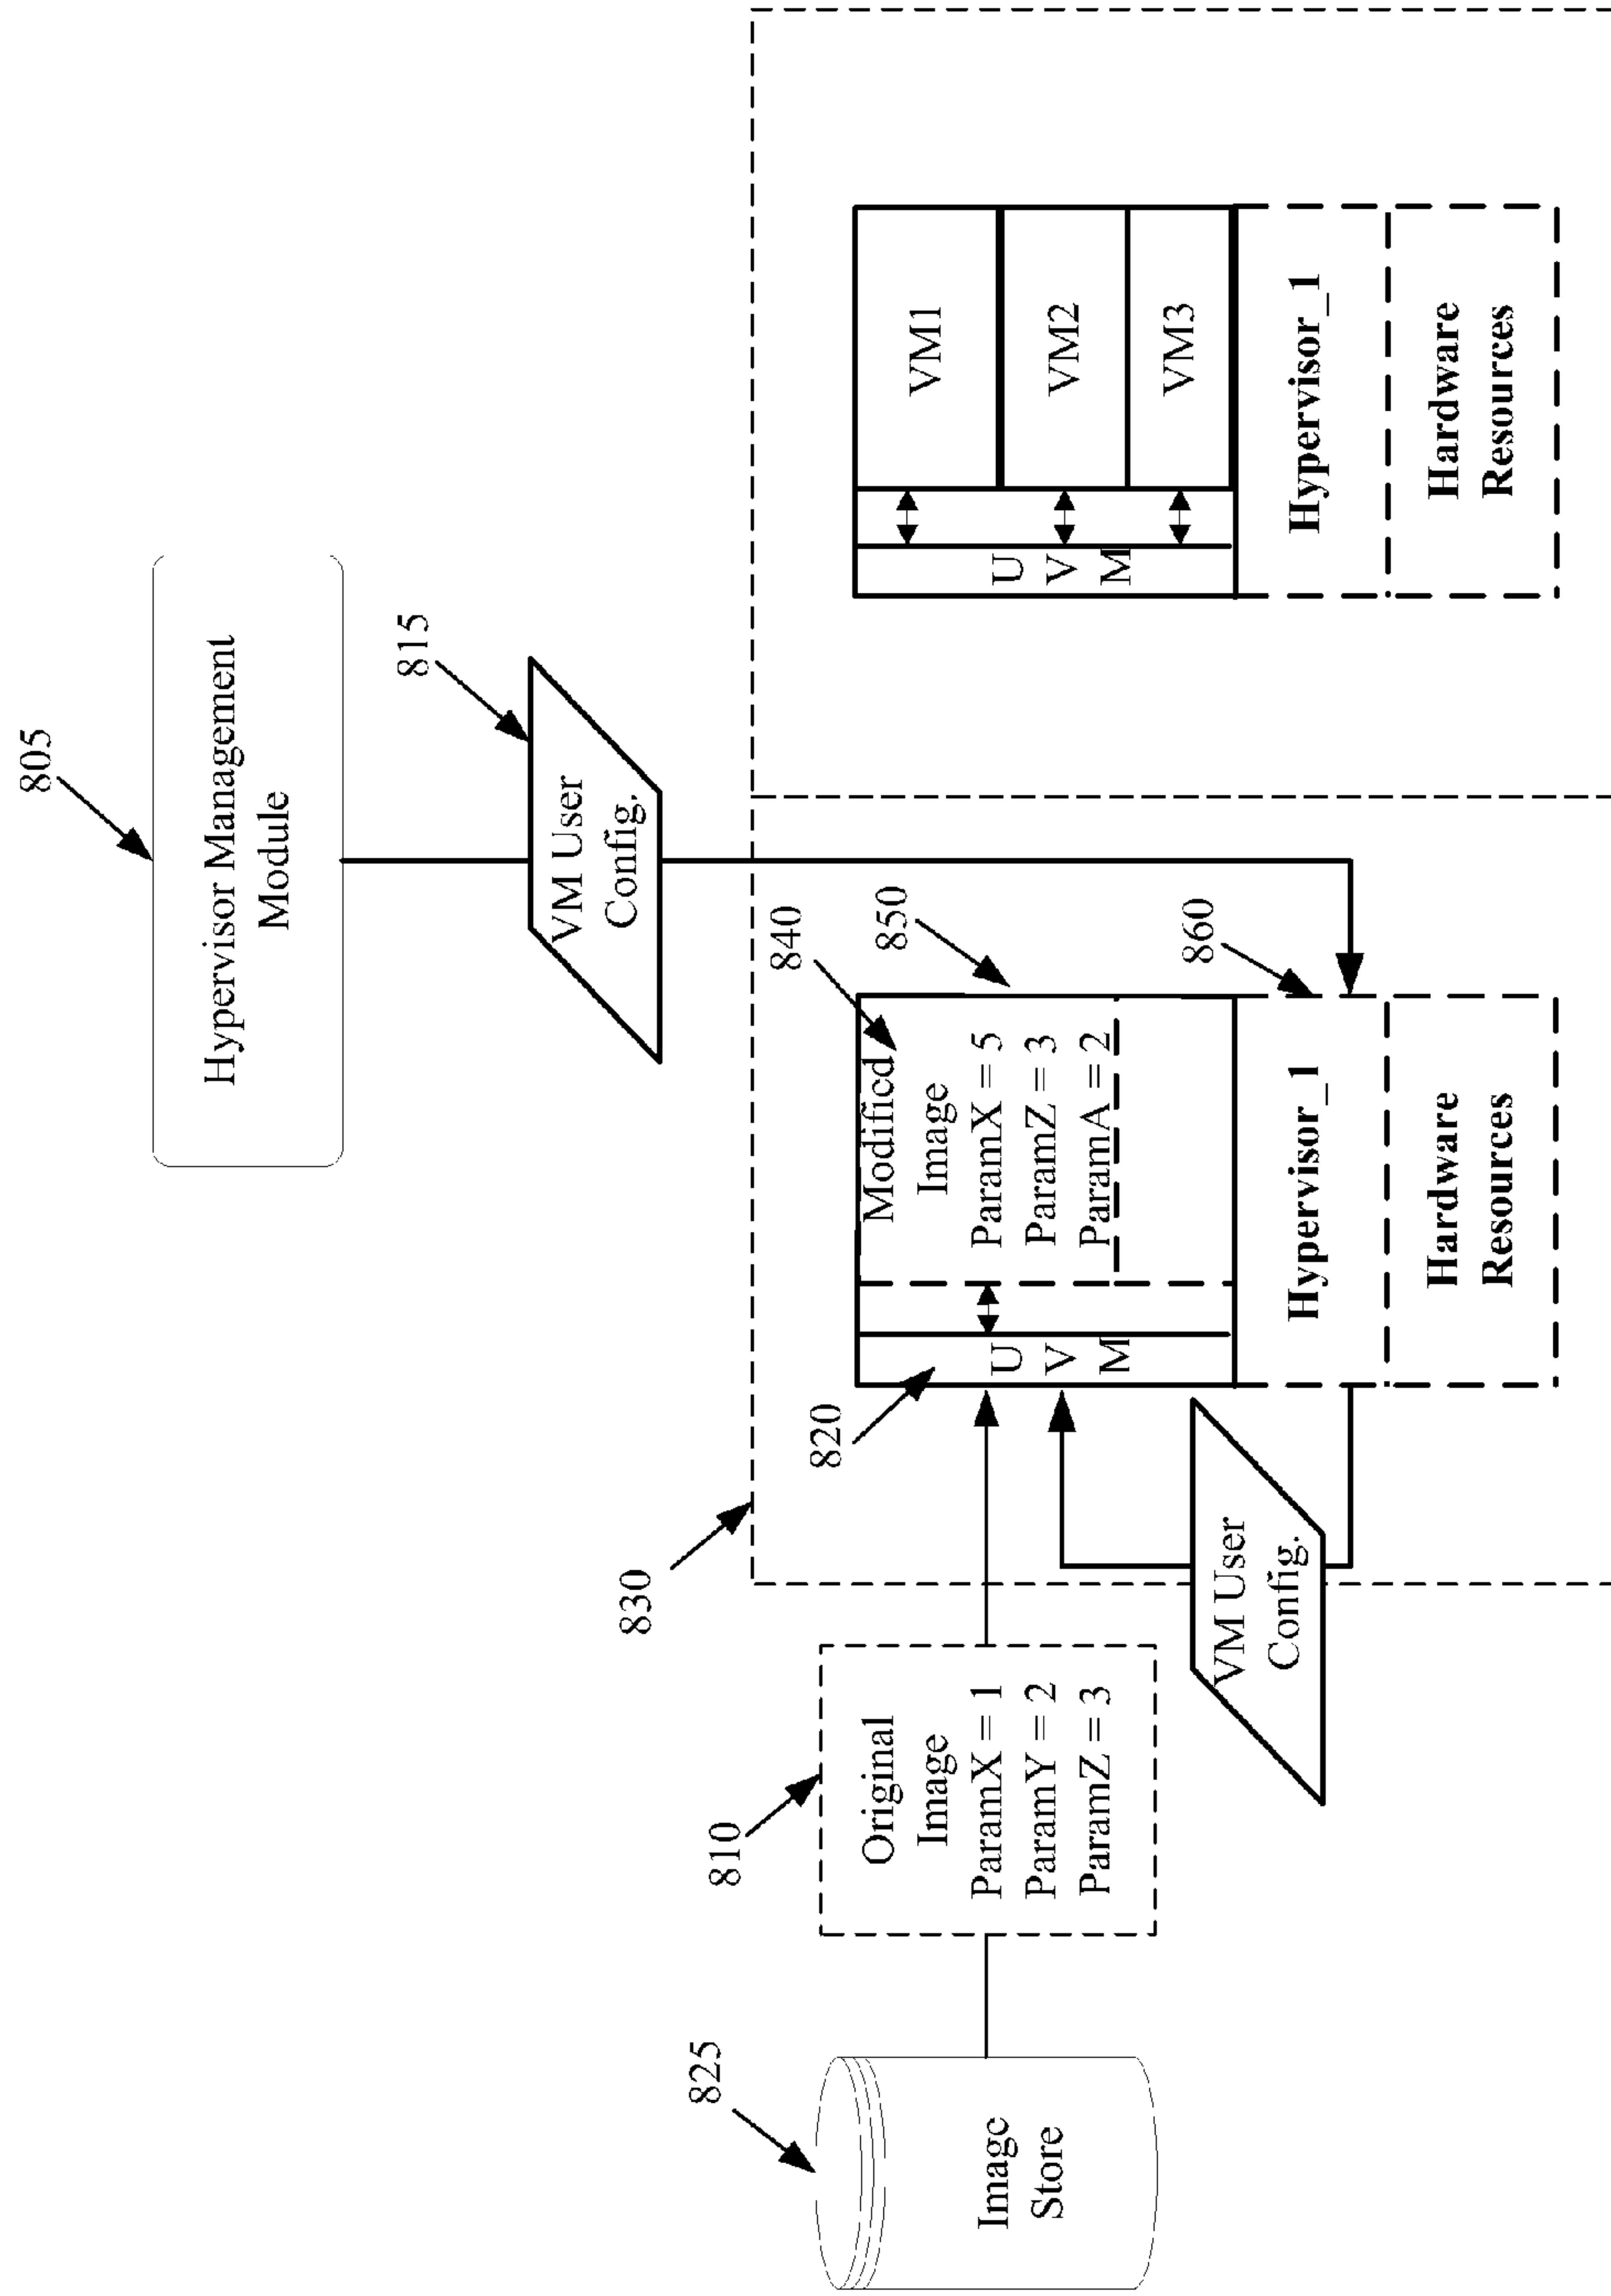 805
Hypervisor Management
Module
815
VM User
Config.
825
Image
Store
810
Original
Image
ParamX = 1
ParamY = 2
ParamZ = 3
830
820
U
V
M
840
Modified
Image
ParamX = 5
ParamZ = 3
ParamA = 2
850
860
VM User
Config.
Hypervisor_1
Hardware
Resources
U
V
M
VM1
VM2
VM3
Hypervisor_1
Hardware
Resources